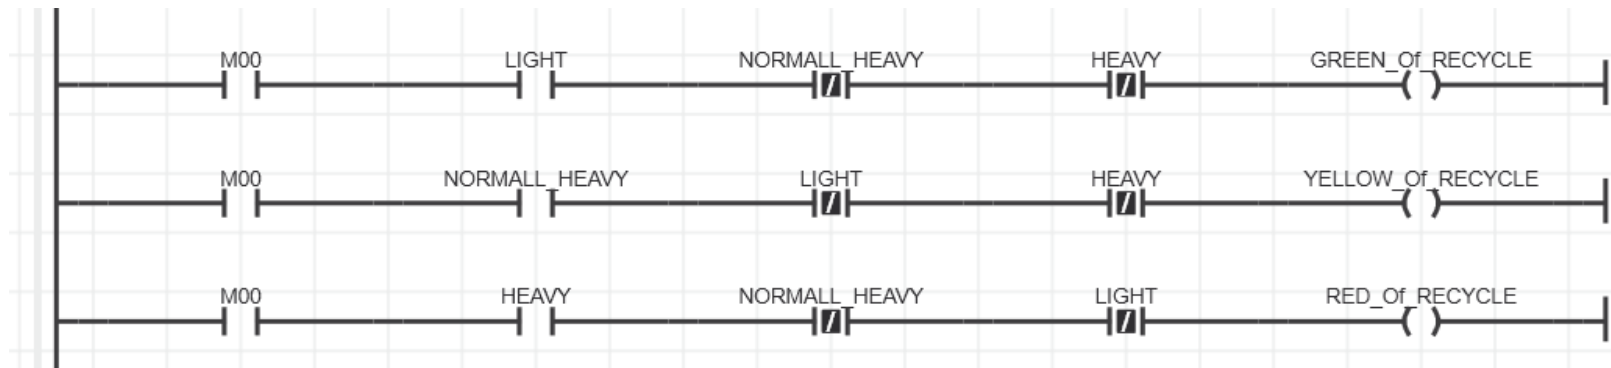 M00 LIGHT NORMALL_HEAVY HEAVY GREEN_Of_RECYCLE
M00 NORMALL_HEAVY LIGHT HEAVY YELLOW_Of_RECYCLE
M00 HEAVY NORMALL_HEAVY LIGHT RED_Of_RECYCLE